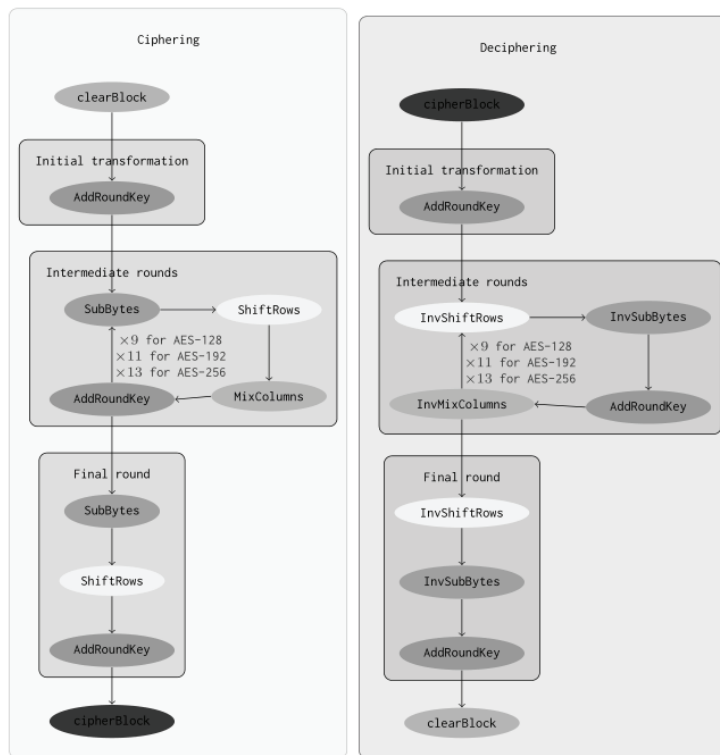 Ciphering
clearBlock
Initial transformation
AddRoundKey
Intermediate rounds
SubBytes
ShiftRows
×9 for AES-128
×11 for AES-192
×13 for AES-256
AddRoundKey
MixColumns
Final round
SubBytes
ShiftRows
AddRoundKey
cipherBlock
Deciphering
cipherBlock
Initial transformation
AddRoundKey
Intermediate rounds
InvShiftRows
InvSubBytes
×9 for AES-128
×11 for AES-192
×13 for AES-256
InvMixColumns
AddRoundKey
Final round
InvShiftRows
InvSubBytes
AddRoundKey
clearBlock